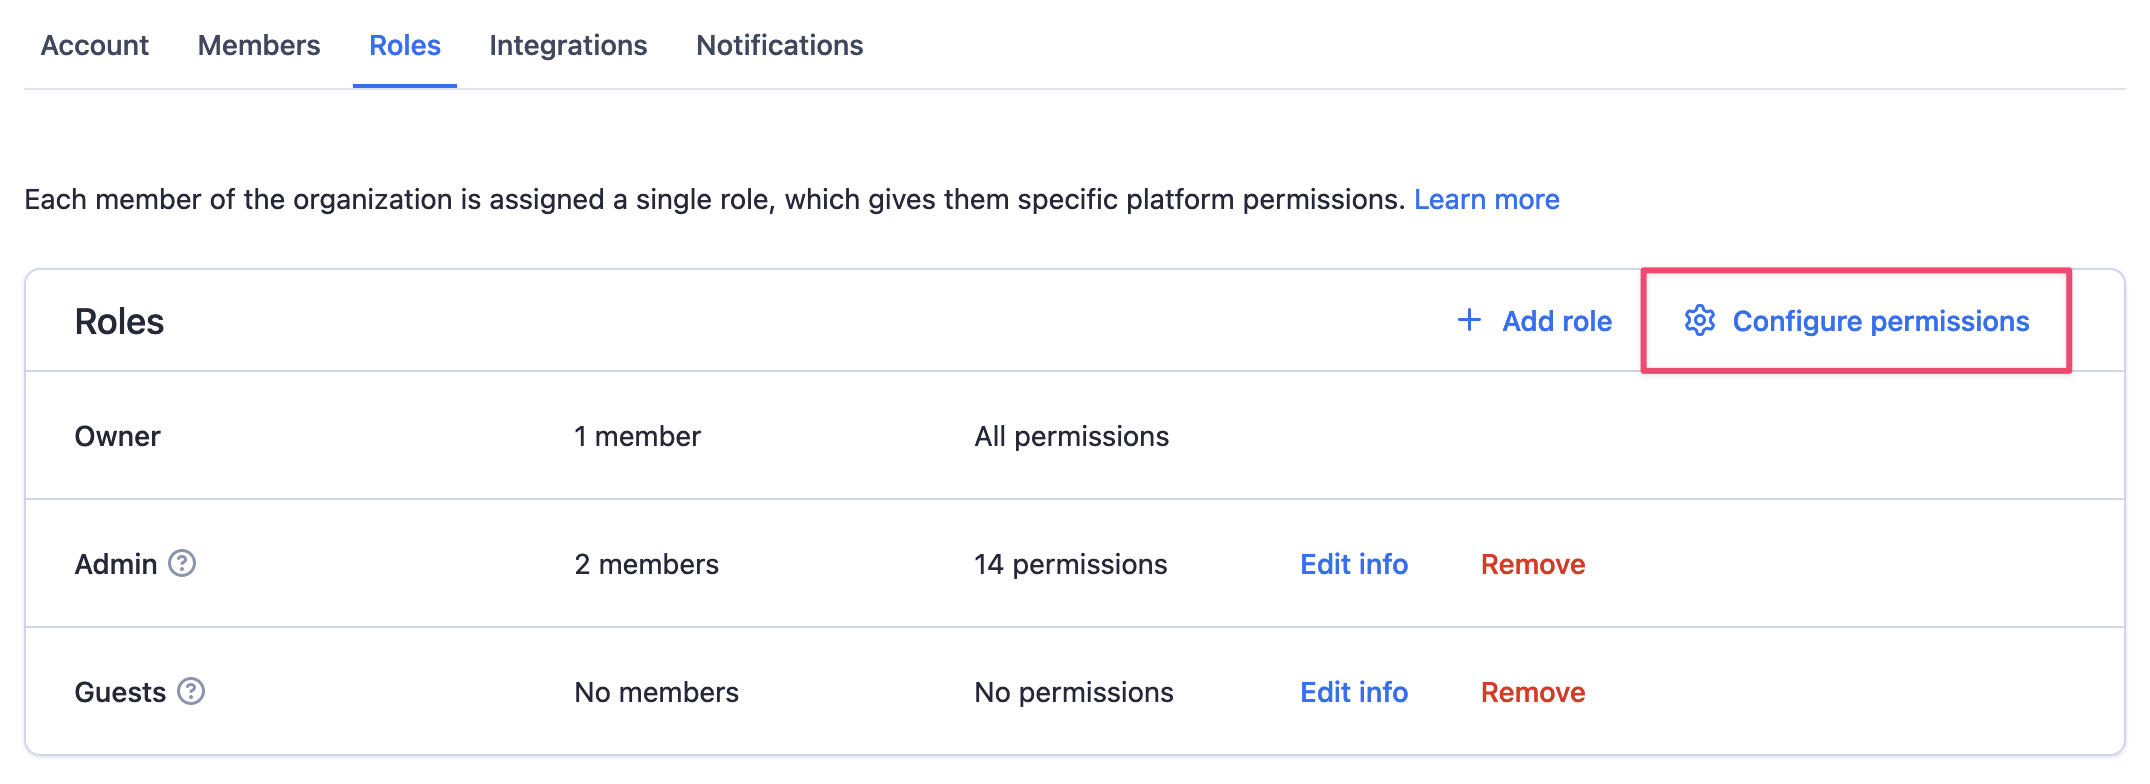 Account Members Roles Integrations Notifications
Each member of the organization is assigned a single role, which gives them specific platform permissions. Learn more
Roles + Add role Configure permissions
Owner 1 member All permissions
Admin ? 2 members 14 permissions Edit info Remove
Guests ? No members No permissions Edit info Remove